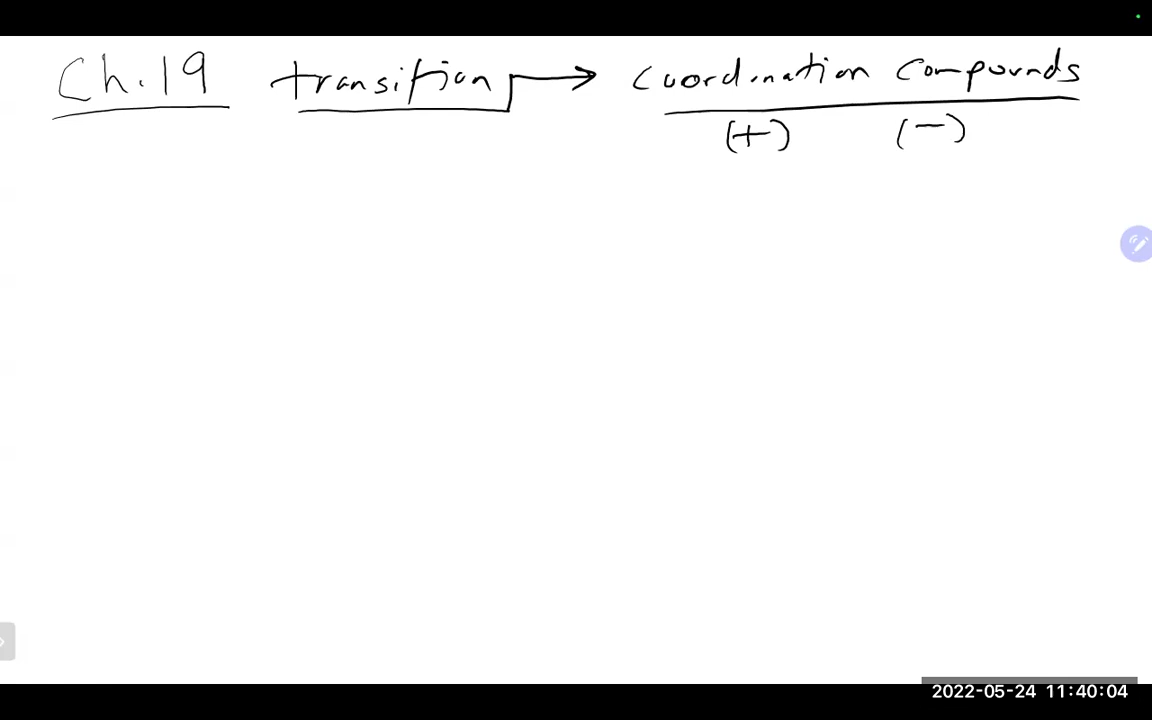 Ch.19 transition → Coordination Compounds
(+) (-)
2022-05-24 11:40:04